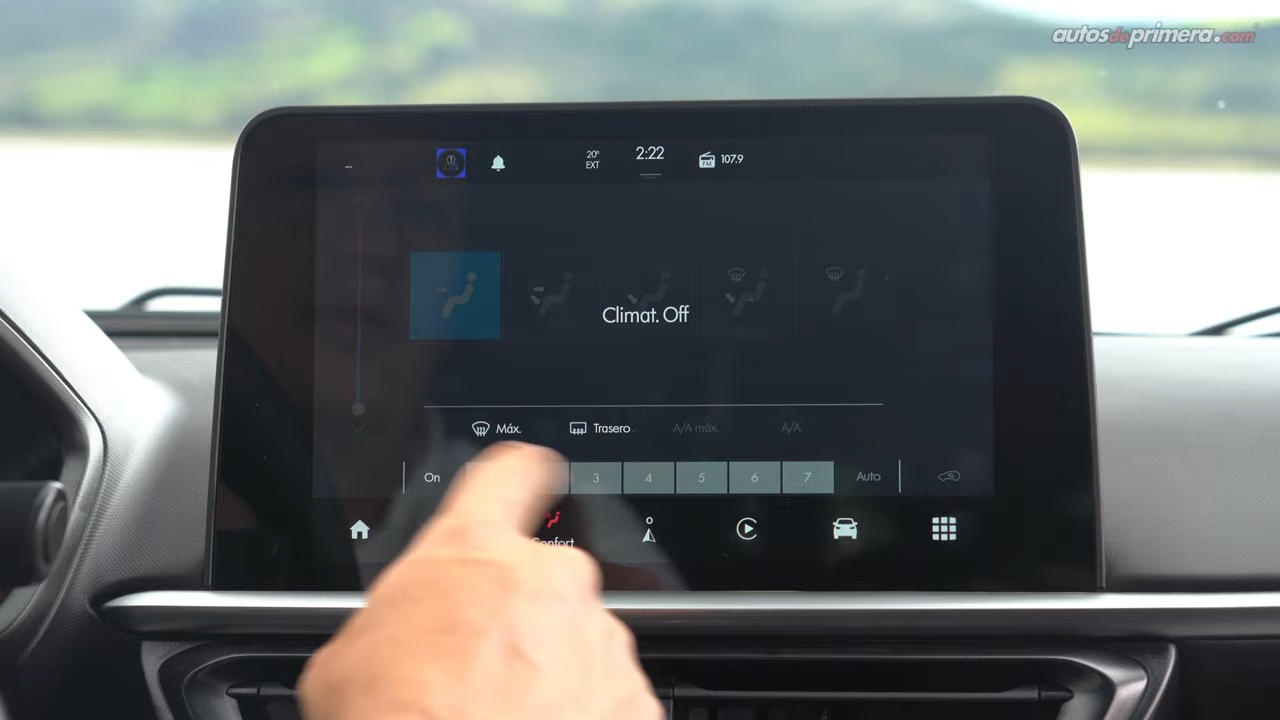 autosdeprimera.com
20°
EXT
2:22
FM
107.9
Climat. Off
Máx.
Trasero
A/A máx.
A/A
On
3
4
5
6
7
Auto
Confort